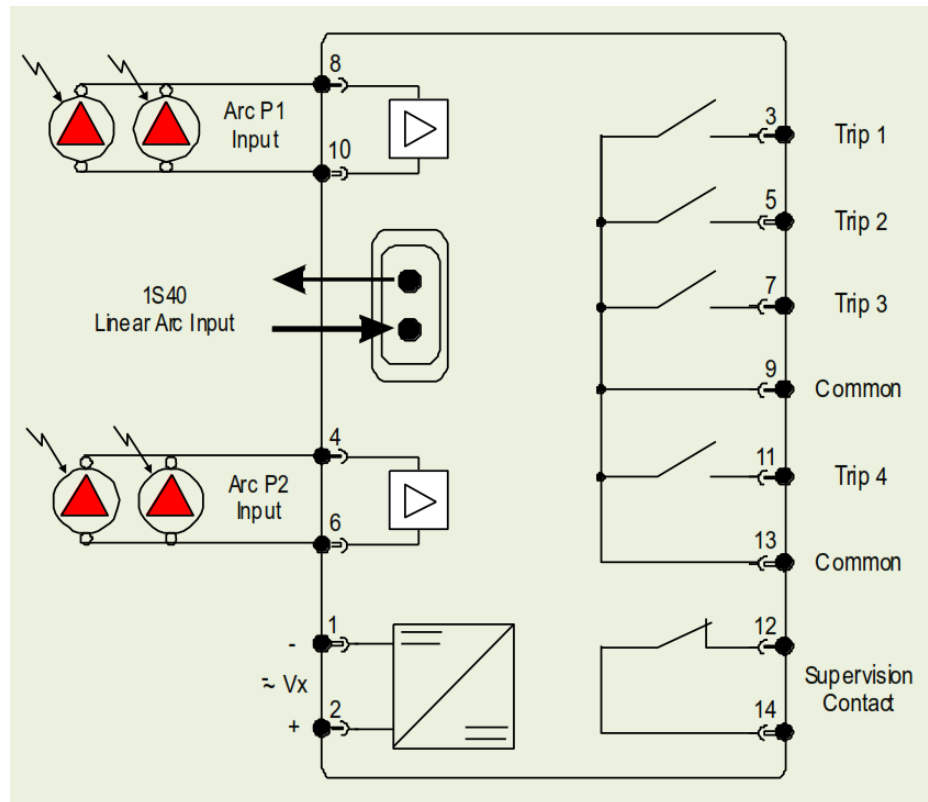 8
Arc P1
Input
10
1S40
Linear Arc Input
4
Arc P2
Input
6
1
-
~ Vx
2
+
3
Trip 1
5
Trip 2
7
Trip 3
9
Common
11
Trip 4
13
Common
12
Supervision
Contact
14